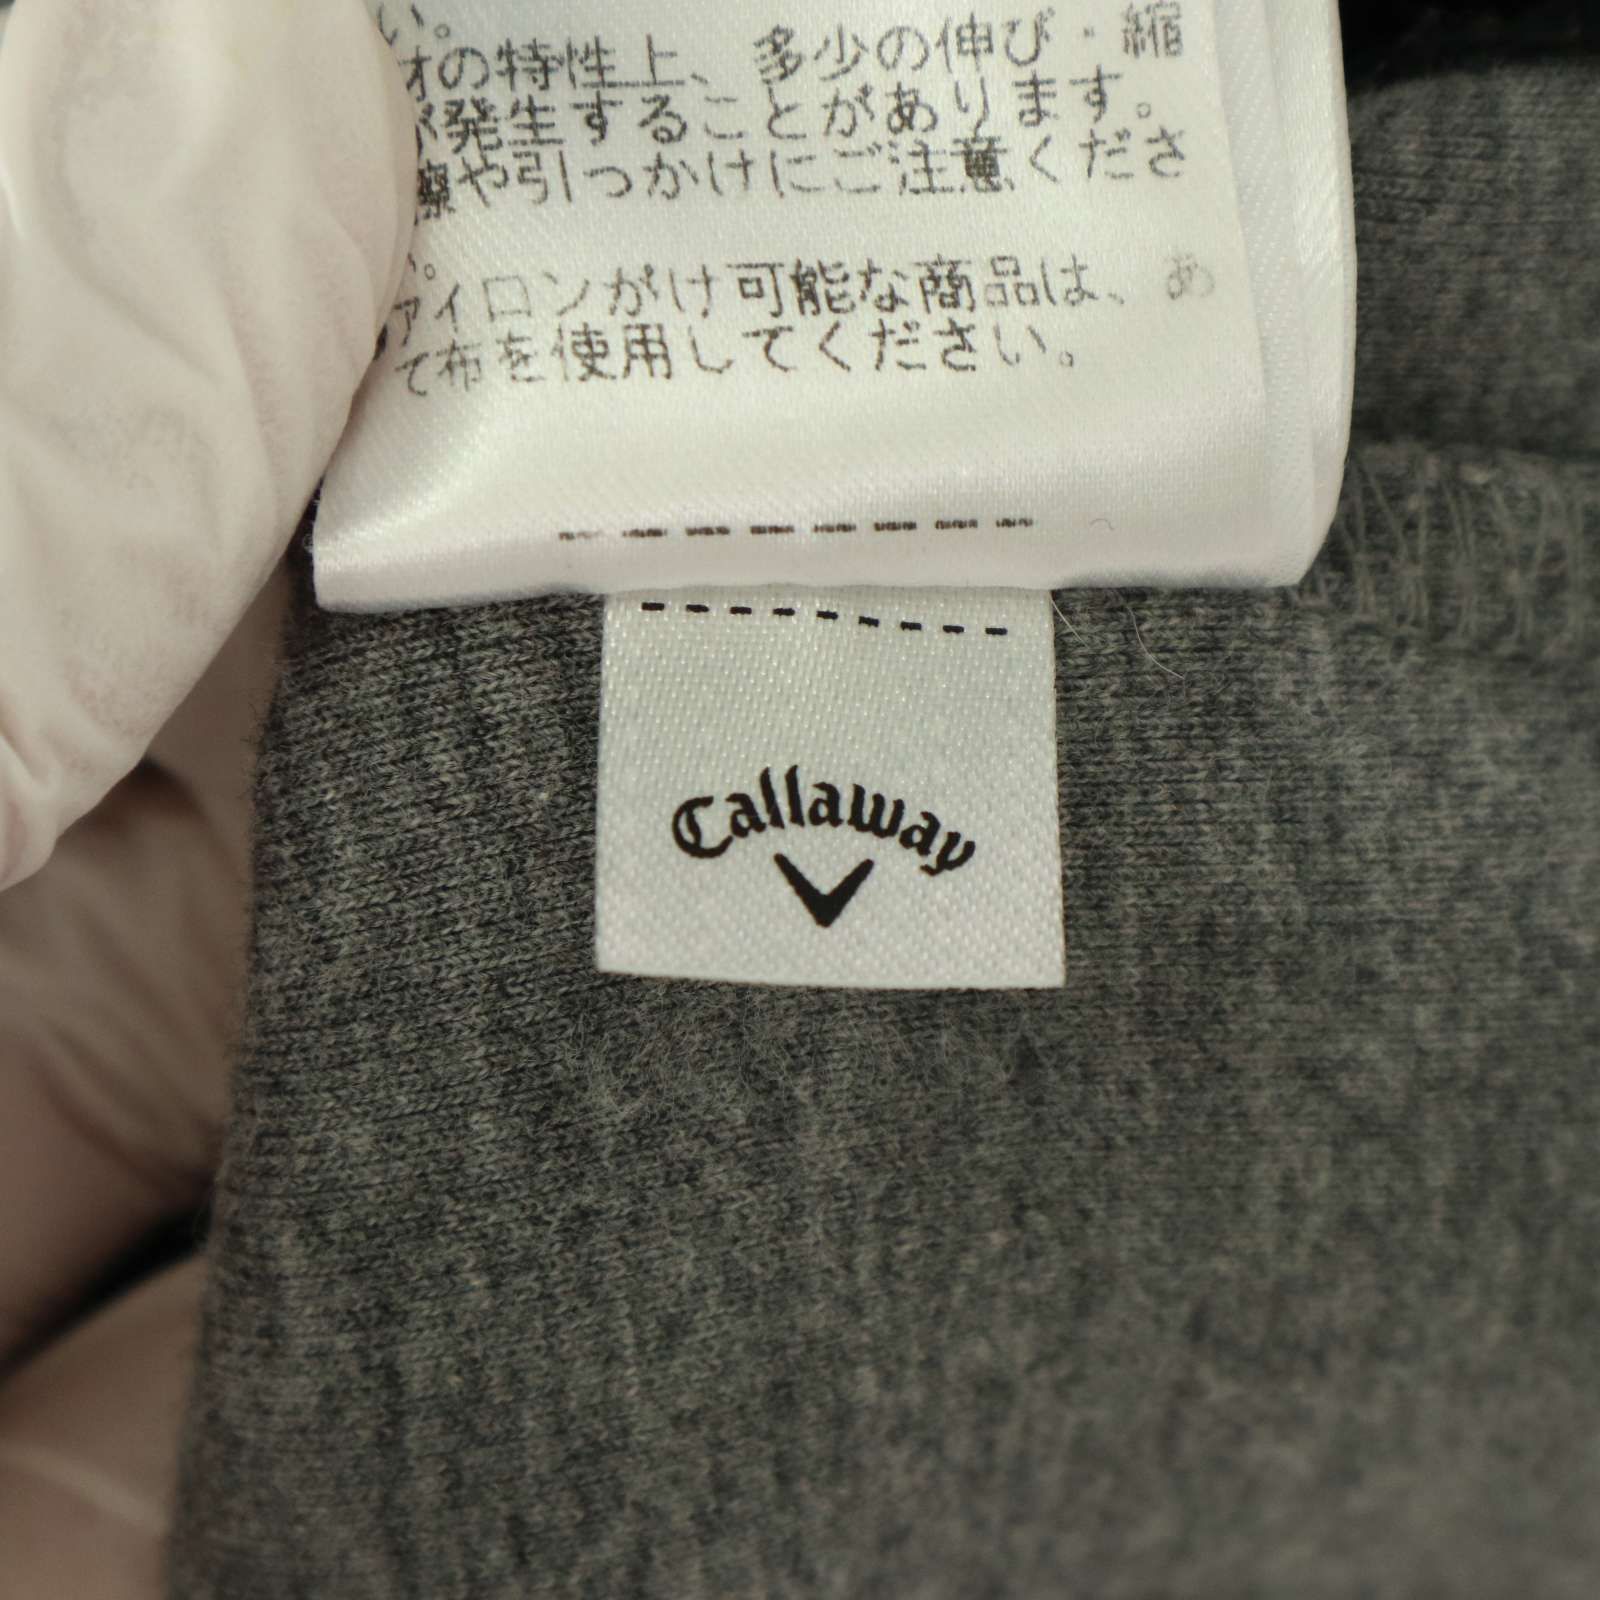 い。
オの特性上、多少の伸び・縮
が発生することがあります。
擦や引っかけにご注意くださ
い。
アイロンがけ可能な商品は、あ
て布を使用してください。
Callaway